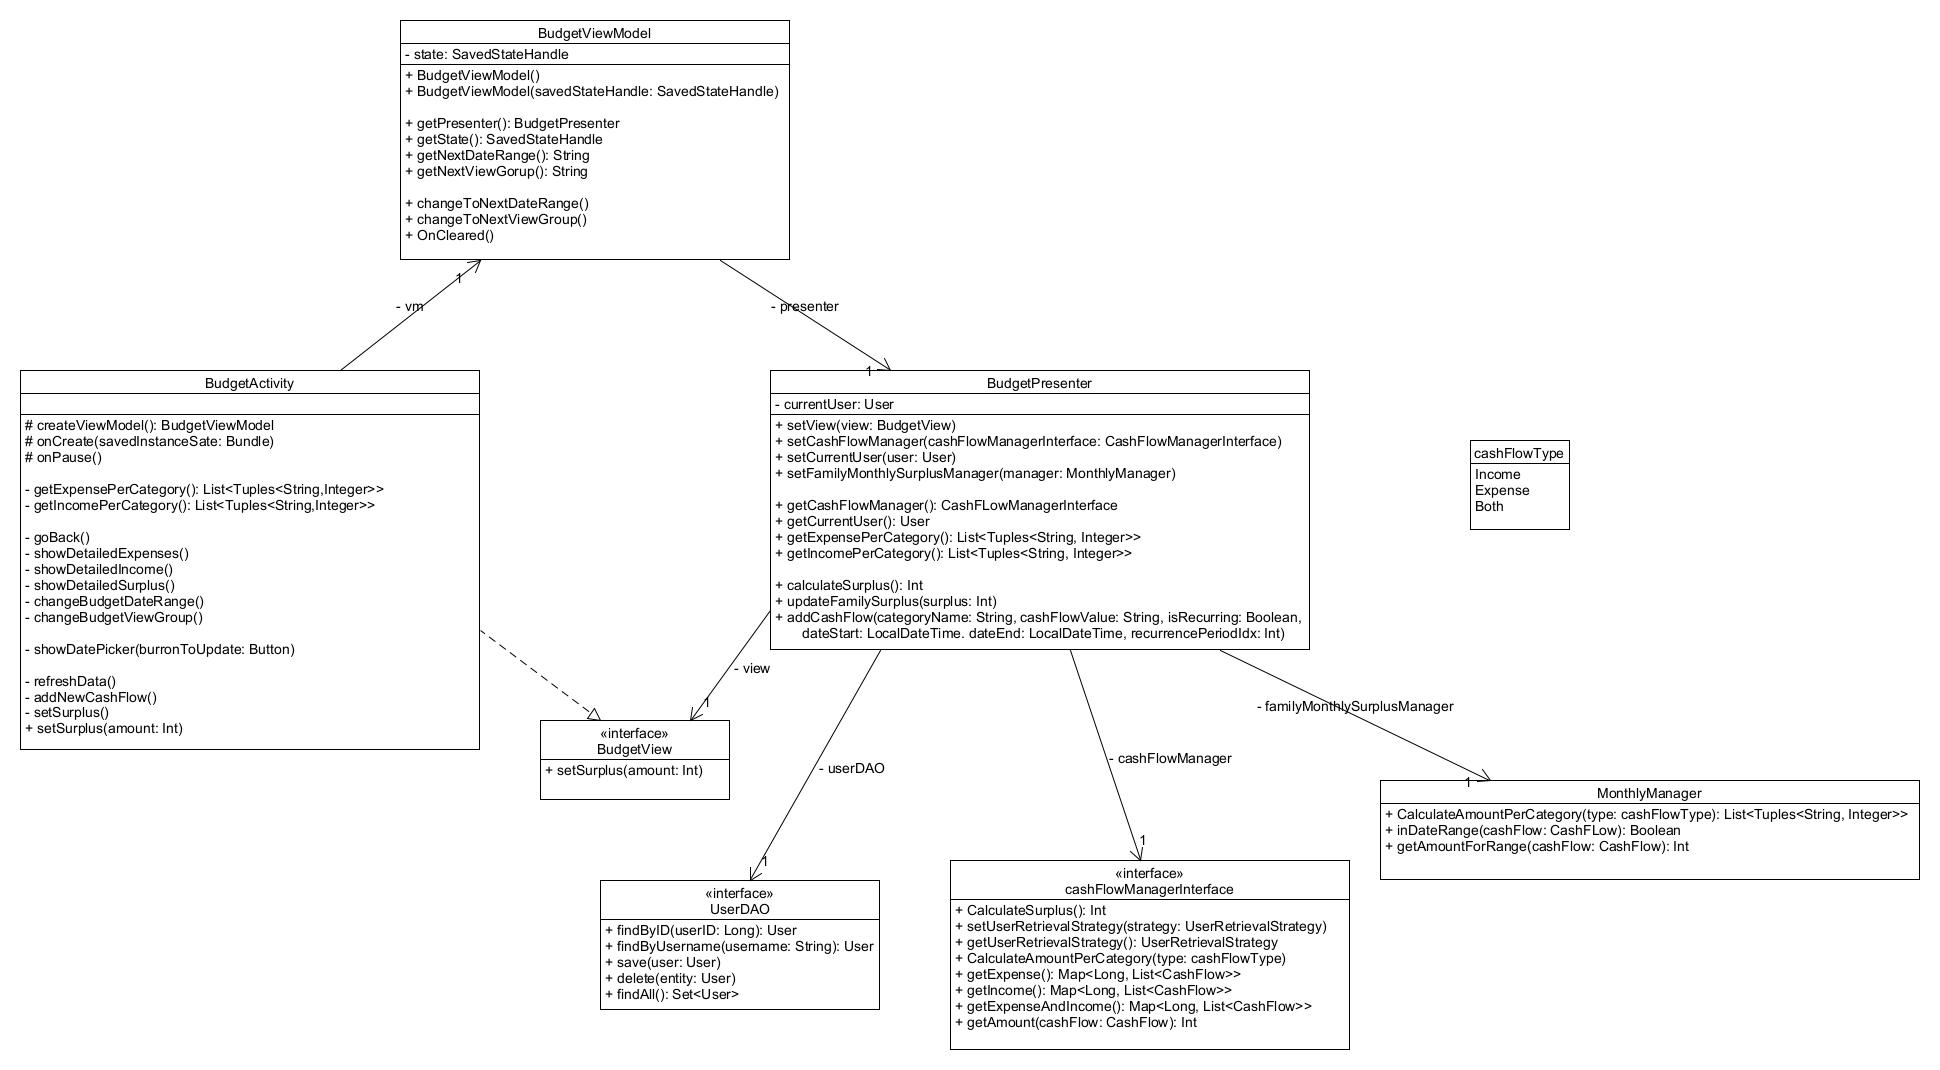 BudgetViewModel
- state: SavedStateHandle
+ BudgetViewModel()
+ BudgetViewModel(savedStateHandle: SavedStateHandle)
+ getPresenter(): BudgetPresenter
+ getState(): SavedStateHandle
+ getNextDateRange(): String
+ getNextViewGorup(): String
+ changeToNextDateRange()
+ changeToNextViewGroup()
+ OnCleared()
1
- vm
- presenter
1
BudgetActivity
# createViewModel(): BudgetViewModel
# onCreate(savedInstanceSate: Bundle)
# onPause()
- getExpensePerCategory(): List<Tuples<String,Integer>>
- getIncomePerCategory(): List<Tuples<String,Integer>>
- goBack()
- showDetailedExpenses()
- showDetailedIncome()
- showDetailedSurplus()
- changeBudgetDateRange()
- changeBudgetViewGroup()
- showDatePicker(burronToUpdate: Button)
- refreshData()
- addNewCashFlow()
- setSurplus()
+ setSurplus(amount: Int)
BudgetPresenter
- currentUser: User
+ setView(view: BudgetView)
+ setCashFlowManager(cashFlowManagerInterface: CashFlowManagerInterface)
+ setCurrentUser(user: User)
+ setFamilyMonthlySurplusManager(manager: MonthlyManager)
+ getCashFlowManager(): CashFLowManagerInterface
+ getCurrentUser(): User
+ getExpensePerCategory(): List<Tuples<String, Integer>>
+ getIncomePerCategory(): List<Tuples<String, Integer>>
+ calculateSurplus(): Int
+ updateFamilySurplus(surplus: Int)
+ addCashFlow(categoryName: String, cashFlowValue: String, isRecurring: Boolean,
dateStart: LocalDateTime. dateEnd: LocalDateTime, recurrencePeriodIdx: Int)
cashFlowType
Income
Expense
Both
- view
1
«interface»
BudgetView
+ setSurplus(amount: Int)
- userDAO
1
- cashFlowManager
1
- familyMonthlySurplusManager
1
MonthlyManager
+ CalculateAmountPerCategory(type: cashFlowType): List<Tuples<String, Integer>>
+ inDateRange(cashFlow: CashFLow): Boolean
+ getAmountForRange(cashFlow: CashFlow): Int
«interface»
UserDAO
+ findByID(userID: Long): User
+ findByUsername(username: String): User
+ save(user: User)
+ delete(entity: User)
+ findAll(): Set<User>
«interface»
cashFlowManagerInterface
+ CalculateSurplus(): Int
+ setUserRetrievalStrategy(strategy: UserRetrievalStrategy)
+ getUserRetrievalStrategy(): UserRetrievalStrategy
+ CalculateAmountPerCategory(type: cashFlowType)
+ getExpense(): Map<Long, List<CashFlow>>
+ getIncome(): Map<Long, List<CashFlow>>
+ getExpenseAndIncome(): Map<Long, List<CashFlow>>
+ getAmount(cashFlow: CashFlow): Int